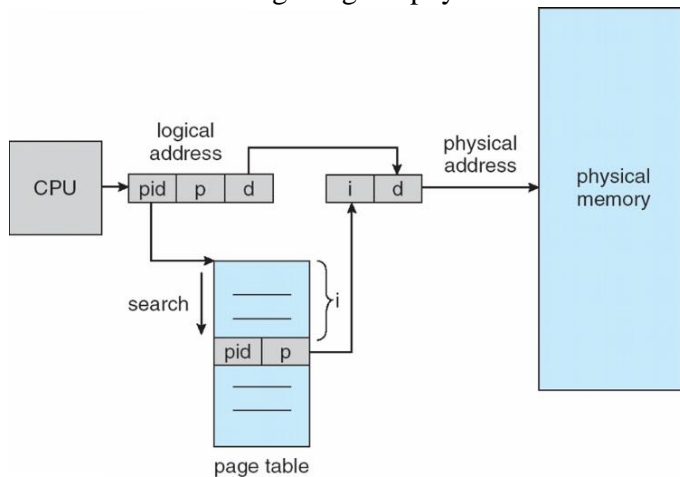 logical
address
physical
address
CPU
pid p d
i d
physical
memory
search
i
pid p
page table